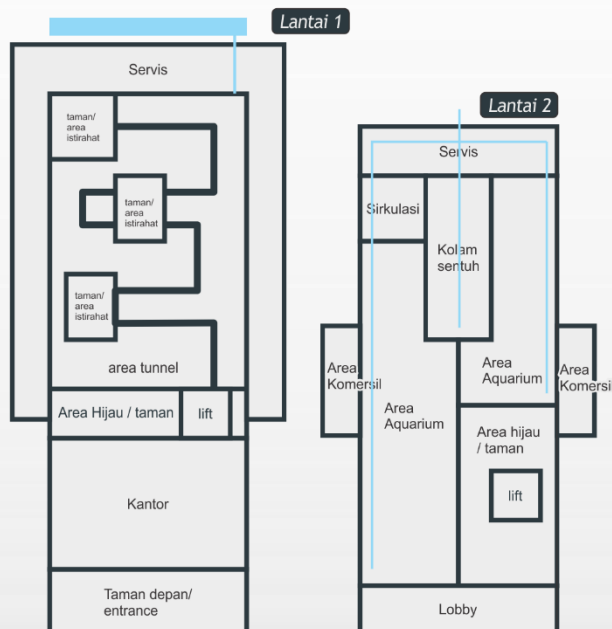 Lantai 1
Servis
taman/
area
istirahat
taman/
area
istirahat
taman/
area
istirahat
area tunnel
Area Hijau / taman
lift
Kantor
Taman depan/
entrance
Lantai 2
Servis
Sirkulasi
Kolam
sentuh
Area
Komersil
Area
Aquarium
Area
Aquarium
Area
Komersil
Area hijau
/ taman
lift
Lobby